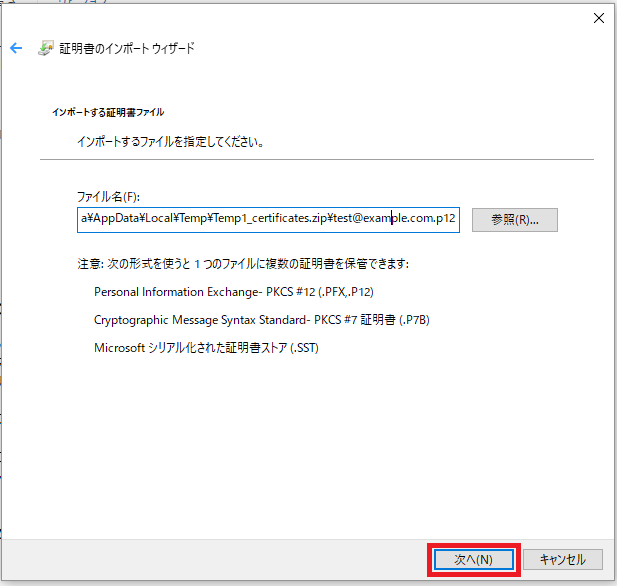 証明書のインポート ウィザード
インポートする証明書ファイル
インポートするファイルを指定してください。
ファイル名(F):
a¥AppData¥Local¥Temp¥Temp1_certificates.zip¥test@example.com.p12
参照(R)...
注意: 次の形式を使うと 1 つのファイルに複数の証明書を保管できます:
Personal Information Exchange- PKCS #12 (.PFX,.P12)
Cryptographic Message Syntax Standard- PKCS #7 証明書 (.P7B)
Microsoft シリアル化された証明書ストア (.SST)
次へ(N)
キャンセル